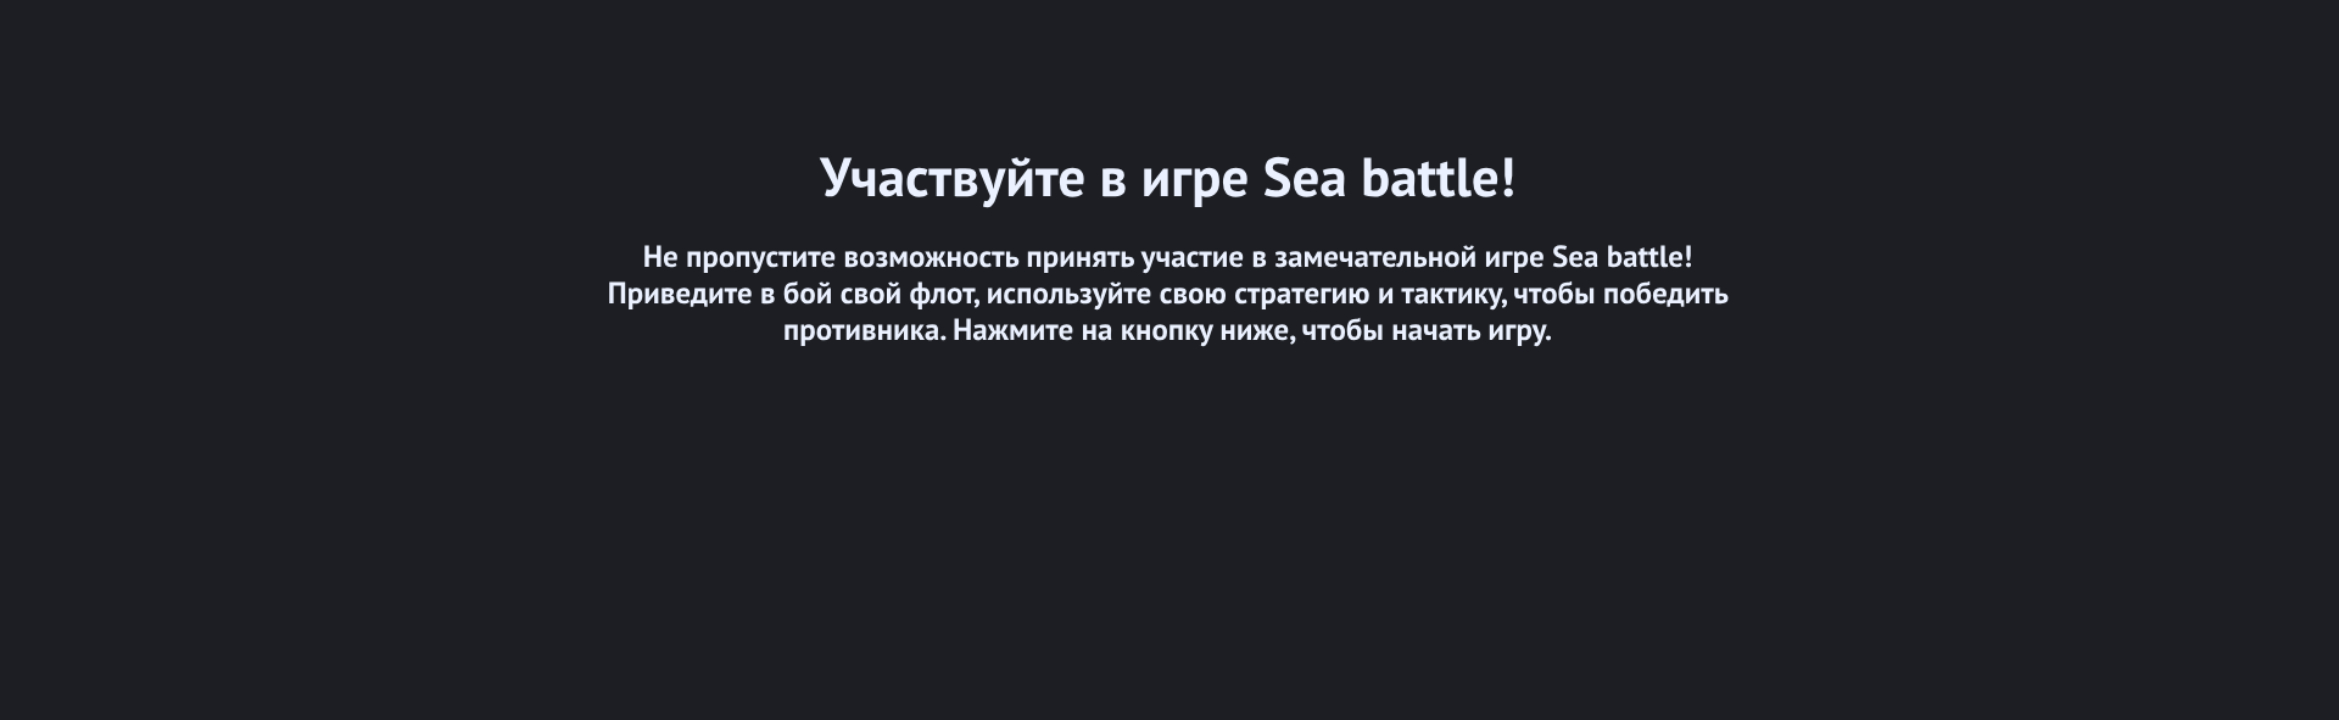 Участвуйте в игре Sea battle!
Не пропустите возможность принять участие в замечательной игре Sea battle!
Приведите в бой свой флот, используйте свою стратегию и тактику, чтобы победить
противника. Нажмите на кнопку ниже, чтобы начать игру.